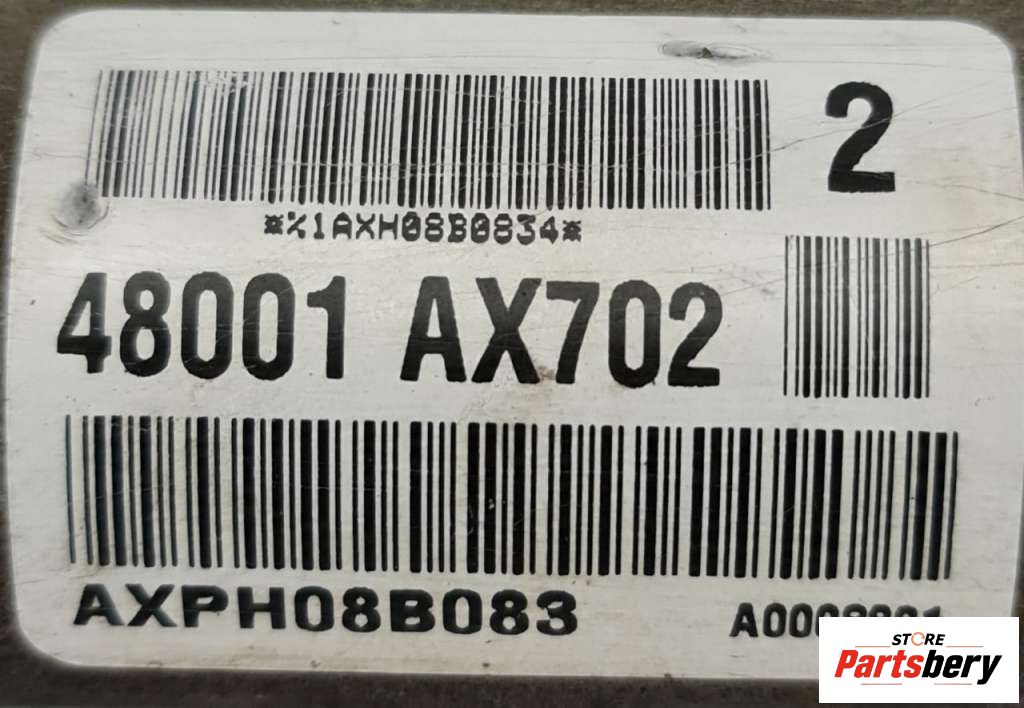 2
*%1AXH08B0834*
48001 AX702
AXPH08B083
STORE
Partsbery